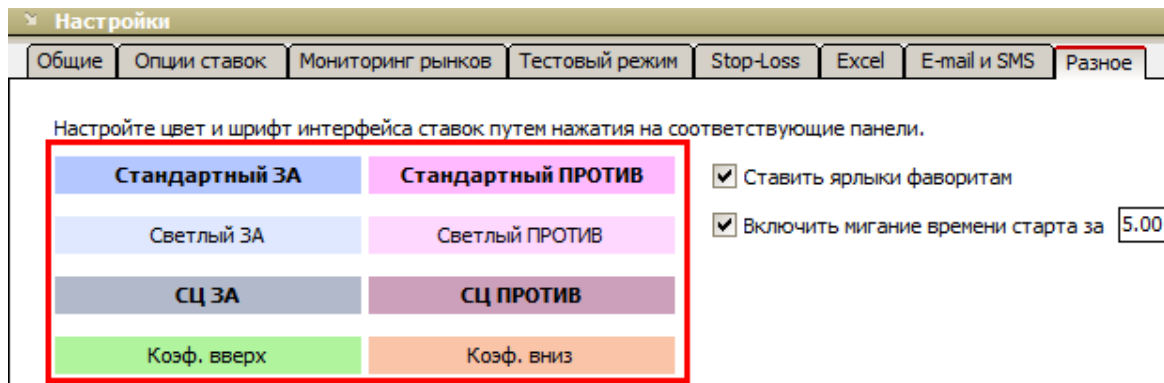 Настройки
Общие Опции ставок Мониторинг рынков Тестовый режим Stop-Loss Excel E-mail и SMS Разное
Настройте цвет и шрифт интерфейса ставок путем нажатия на соответствующие панели.
Стандартный ЗА Стандартный ПРОТИВ Ставить ярлыки фаворитам
Светлый ЗА Светлый ПРОТИВ Включить мигание времени старта за 5.00
СЦ ЗА СЦ ПРОТИВ
Коэф. вверх Коэф. вниз